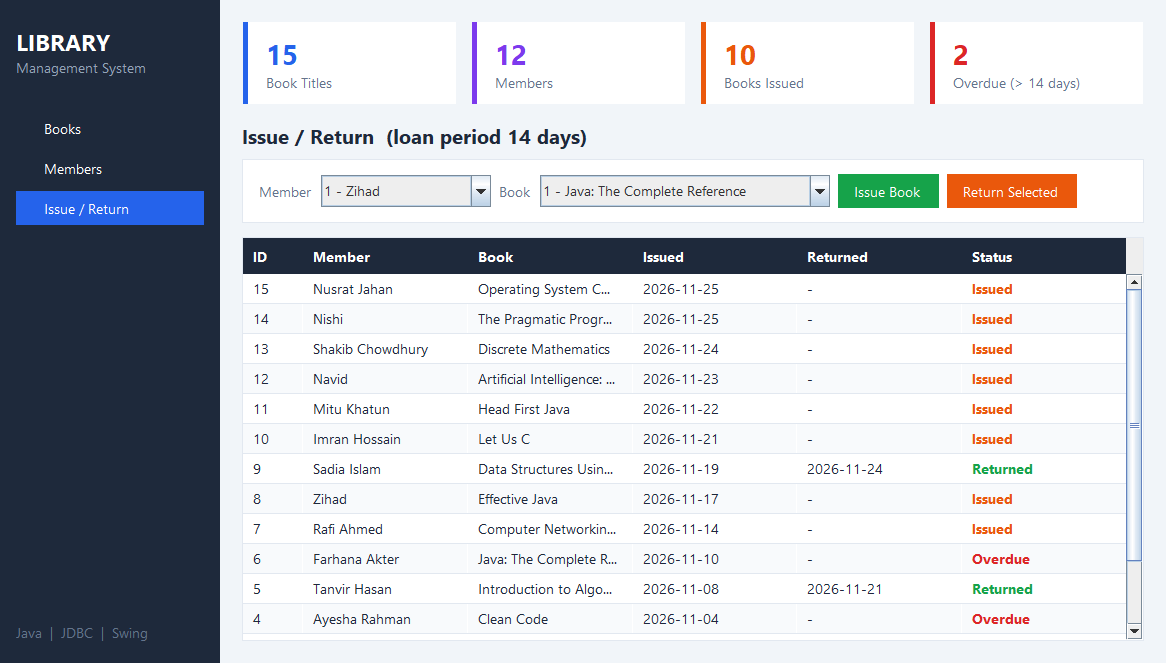 LIBRARY
Management System
Books
Members
Issue / Return
Java | JDBC | Swing
15
Book Titles
12
Members
10
Books Issued
2
Overdue (> 14 days)
Issue / Return (loan period 14 days)
Member 1 - Zihad Book 1 - Java: The Complete Reference Issue Book Return Selected
ID Member Book Issued Returned Status
15 Nusrat Jahan Operating System C... 2026-11-25 - Issued
14 Nishi The Pragmatic Progr... 2026-11-25 - Issued
13 Shakib Chowdhury Discrete Mathematics 2026-11-24 - Issued
12 Navid Artificial Intelligence: ... 2026-11-23 - Issued
11 Mitu Khatun Head First Java 2026-11-22 - Issued
10 Imran Hossain Let Us C 2026-11-21 - Issued
9 Sadia Islam Data Structures Usin... 2026-11-19 2026-11-24 Returned
8 Zihad Effective Java 2026-11-17 - Issued
7 Rafi Ahmed Computer Networkin... 2026-11-14 - Issued
6 Farhana Akter Java: The Complete R... 2026-11-10 - Overdue
5 Tanvir Hasan Introduction to Algo... 2026-11-08 2026-11-21 Returned
4 Ayesha Rahman Clean Code 2026-11-04 - Overdue